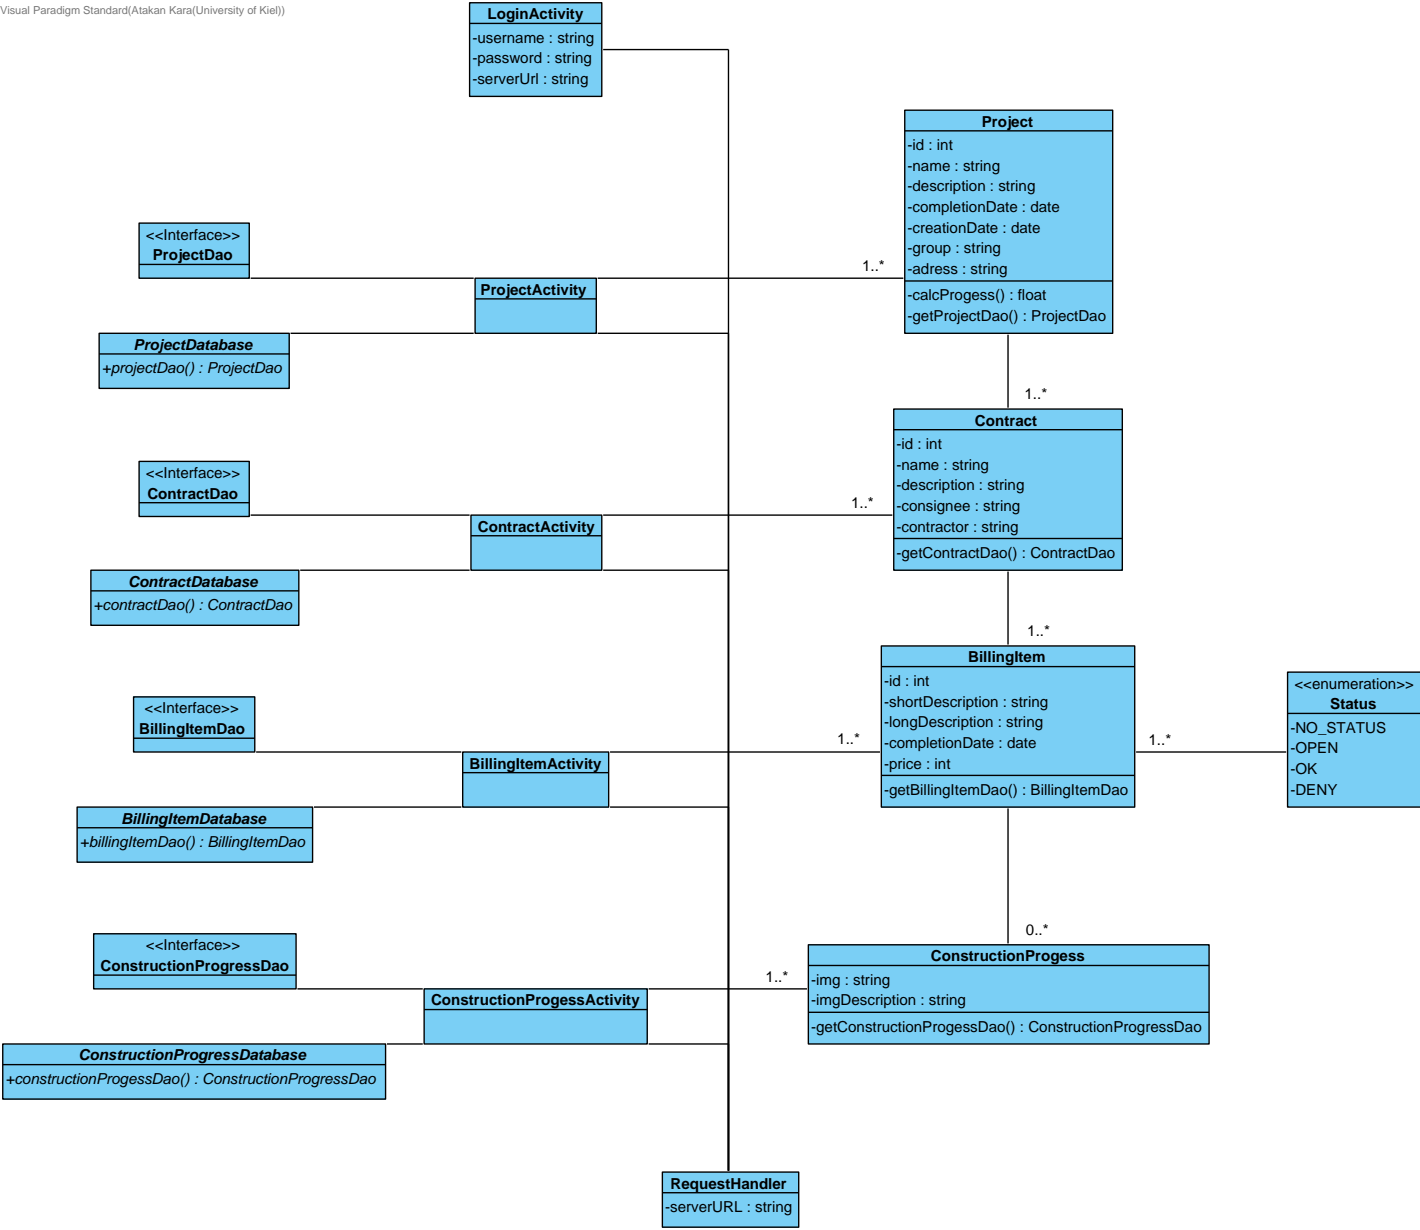 Visual Paradigm Standard(Atakan Kara(University of Kiel))
LoginActivity
-username : string
-password : string
-serverUrl : string
Project
-id : int
-name : string
-description : string
-completionDate : date
-creationDate : date
-group : string
-adress : string
-calcProgess() : float
-getProjectDao() : ProjectDao
<<Interface>>
ProjectDao
1..*
ProjectActivity
ProjectDatabase
+projectDao() : ProjectDao
1..*
Contract
-id : int
-name : string
-description : string
-consignee : string
-contractor : string
-getContractDao() : ContractDao
<<Interface>>
ContractDao
1..*
ContractActivity
ContractDatabase
+contractDao() : ContractDao
1..*
BillingItem
-id : int
-shortDescription : string
-longDescription : string
-completionDate : date
-price : int
-getBillingItemDao() : BillingItemDao
<<enumeration>>
Status
-NO_STATUS
-OPEN
-OK
-DENY
1..*
<<Interface>>
BillingItemDao
1..*
BillingItemActivity
BillingItemDatabase
+billingItemDao() : BillingItemDao
0..*
ConstructionProgess
-img : string
-imgDescription : string
-getConstructionProgessDao() : ConstructionProgressDao
<<Interface>>
ConstructionProgressDao
1..*
ConstructionProgessActivity
ConstructionProgressDatabase
+constructionProgessDao() : ConstructionProgressDao
RequestHandler
-serverURL : string